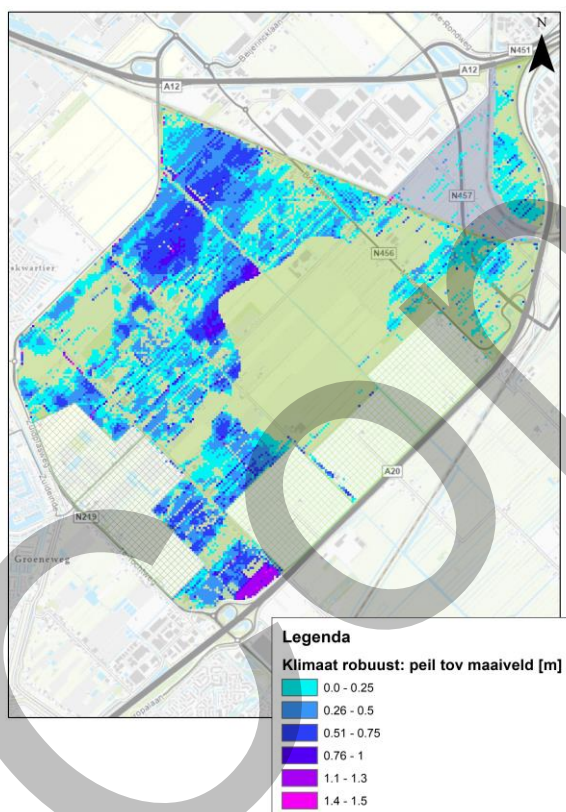 N
N451
A12
A12
N457
N456
A20
N219
Groeneweg
Zuideinde
Legenda
Klimaat robuust: peil tov maaiveld [m]
0.0 - 0.25
0.26 - 0.5
0.51 - 0.75
0.76 - 1
1.1 - 1.3
1.4 - 1.5